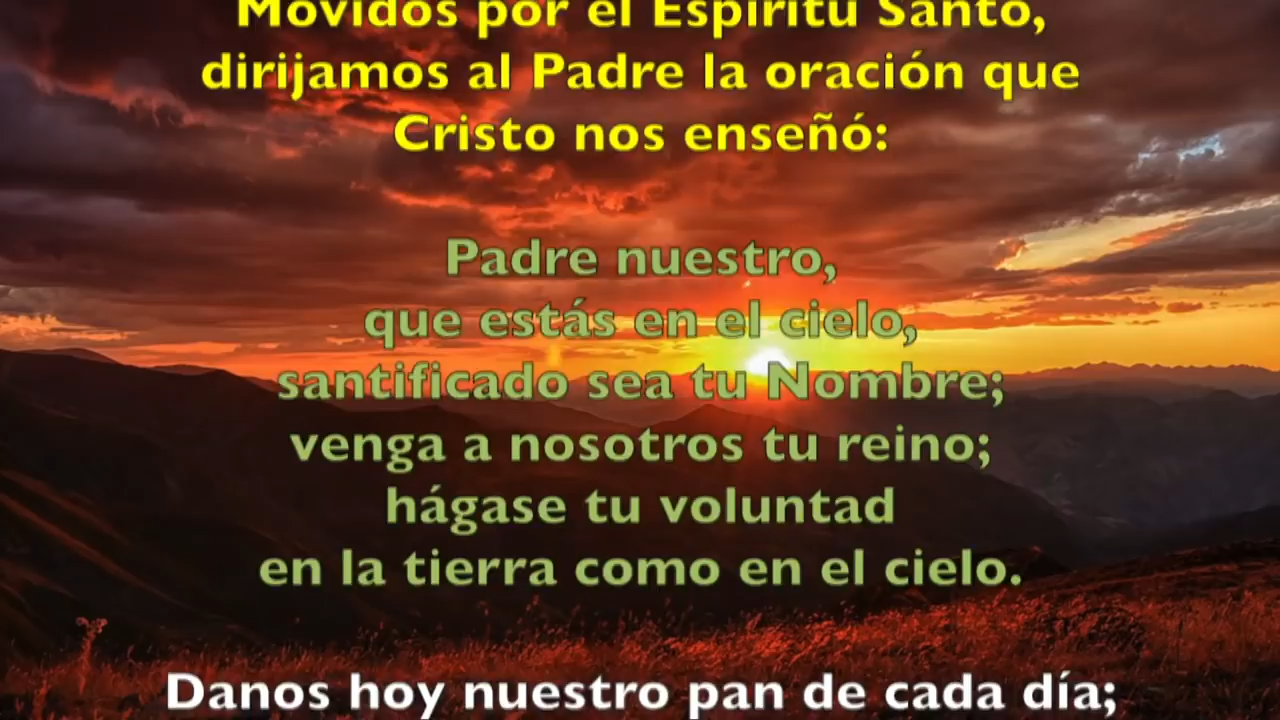 Movidos por el Espíritu Santo,
dirijamos al Padre la oración que
Cristo nos enseñó:
Padre nuestro,
que estás en el cielo,
santificado sea tu Nombre;
venga a nosotros tu reino;
hágase tu voluntad
en la tierra como en el cielo.
Danos hoy nuestro pan de cada día;